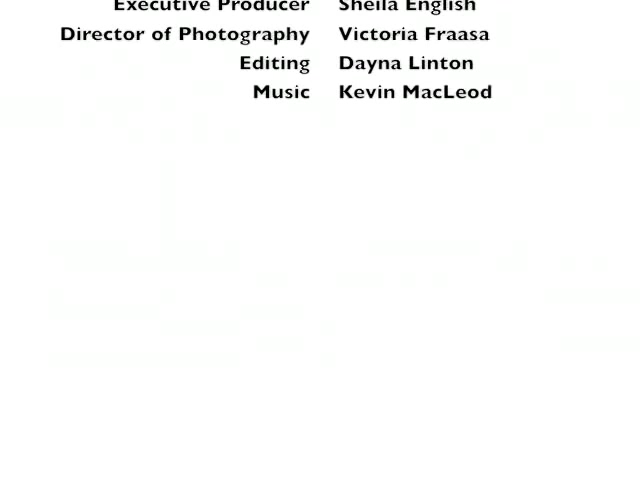 Executive Producer Sheila English
Director of Photography Victoria Fraasa
Editing Dayna Linton
Music Kevin MacLeod